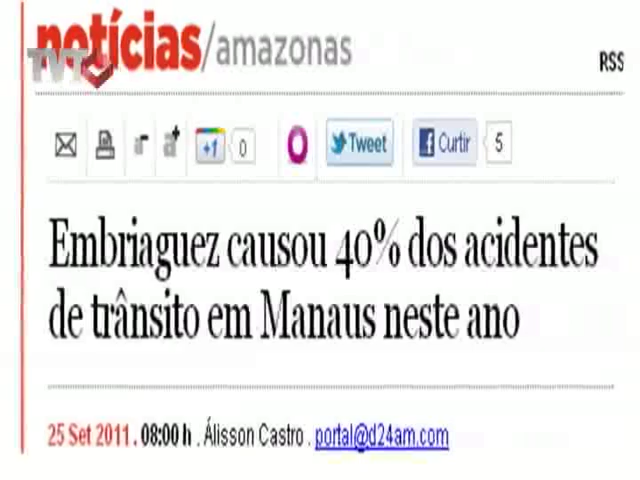 notícias/amazonas
TVT
RSS
a- a+ +1 0 Tweet Curtir 5
Embriaguez causou 40% dos acidentes
de trânsito em Manaus neste ano
25 Set 2011 . 08:00 h . Álisson Castro . portal@d24am.com